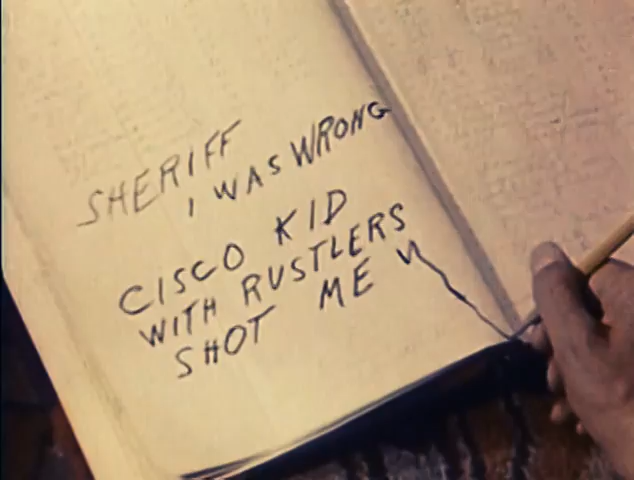 SHERIFF
I WAS WRONG
CISCO KID
WITH RUSTLERS
SHOT ME